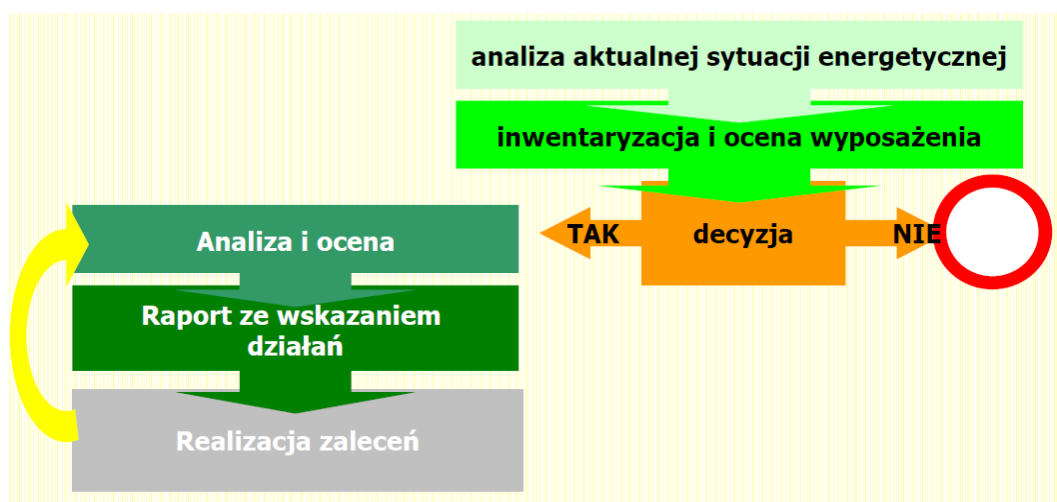 analiza aktualnej sytuacji energetycznej
inwentaryzacja i ocena wyposażenia
TAK
decyzja
NIE
Analiza i ocena
Raport ze wskazaniem
działań
Realizacja zaleceń